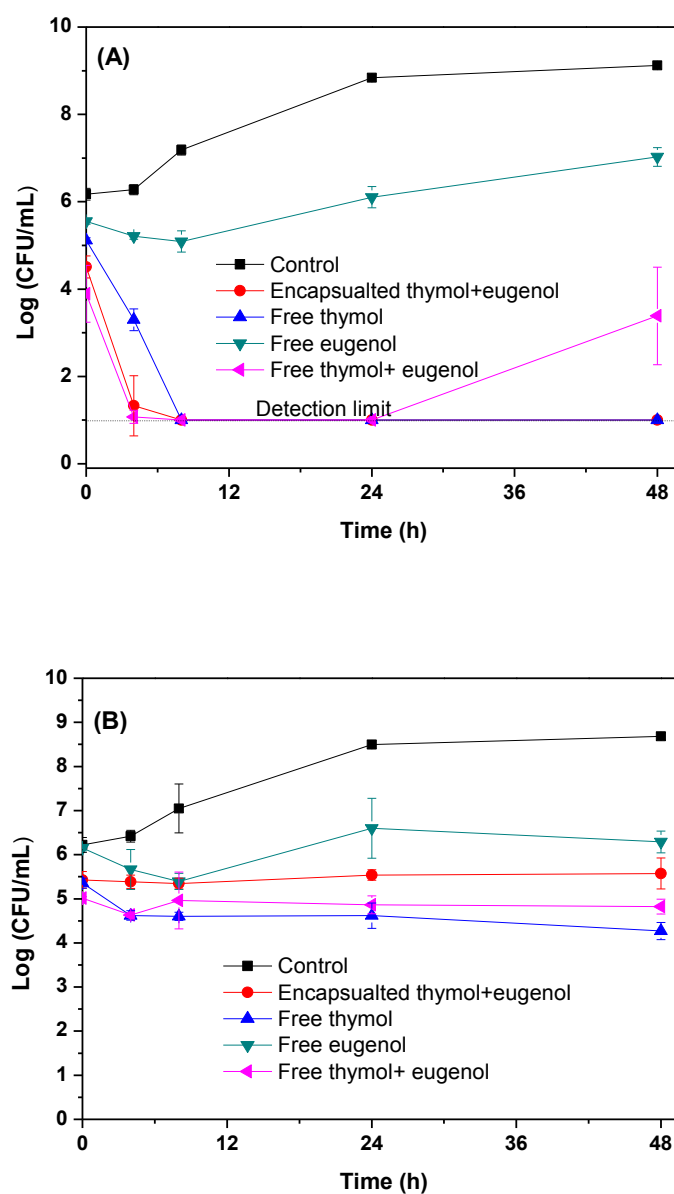 (A)
10
8
6
4
2
0
Log (CFU/mL)
Control
Encapsualted thymol+eugenol
Free thymol
Free eugenol
Free thymol+ eugenol
Detection limit
0 12 24 36 48
Time (h)
(B)
10
9
8
7
6
5
4
3
2
1
0
Log (CFU/mL)
Control
Encapsualted thymol+eugenol
Free thymol
Free eugenol
Free thymol+ eugenol
0 12 24 36 48
Time (h)